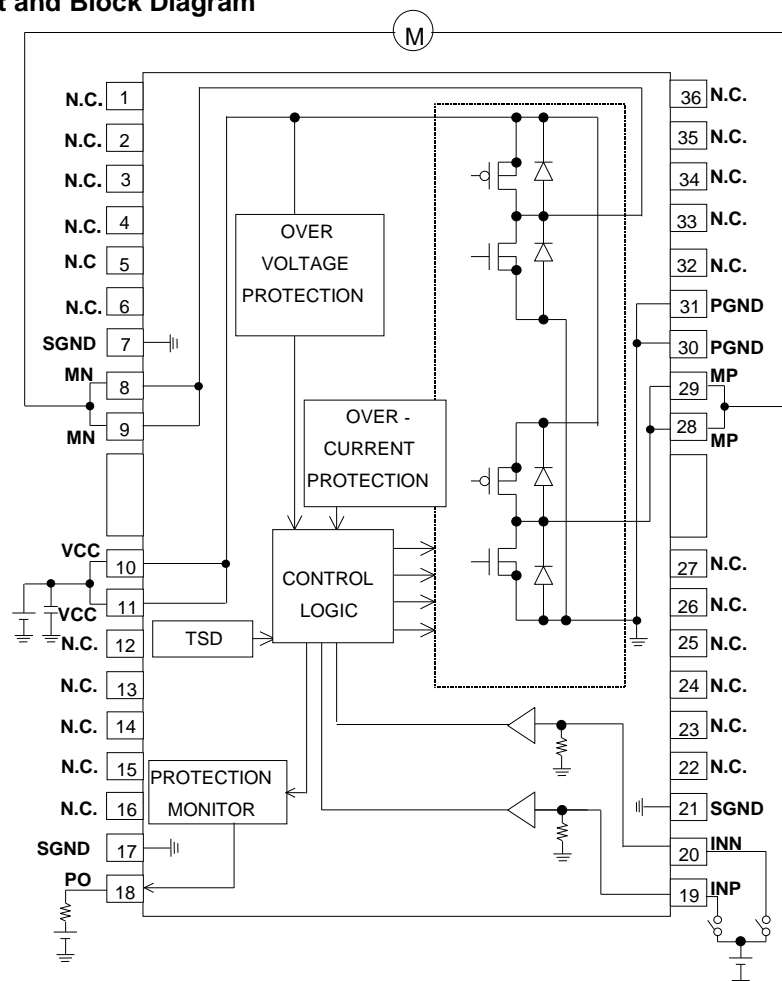 t and Block Diagram
M
N.C. 1
N.C. 2
N.C. 3
N.C. 4
N.C 5
N.C. 6
SGND 7
MN
8
9
MN
VCC
10
11
VCC
N.C. 12
N.C. 13
N.C. 14
N.C. 15
N.C. 16
SGND 17
PO
18
OVER
VOLTAGE
PROTECTION
OVER -
CURRENT
PROTECTION
CONTROL
LOGIC
TSD
PROTECTION
MONITOR
36 N.C.
35 N.C.
34 N.C.
33 N.C.
32 N.C.
31 PGND
30 PGND
MP
29
28
MP
27 N.C.
26 N.C.
25 N.C.
24 N.C.
23 N.C.
22 N.C.
21 SGND
20 INN
19 INP